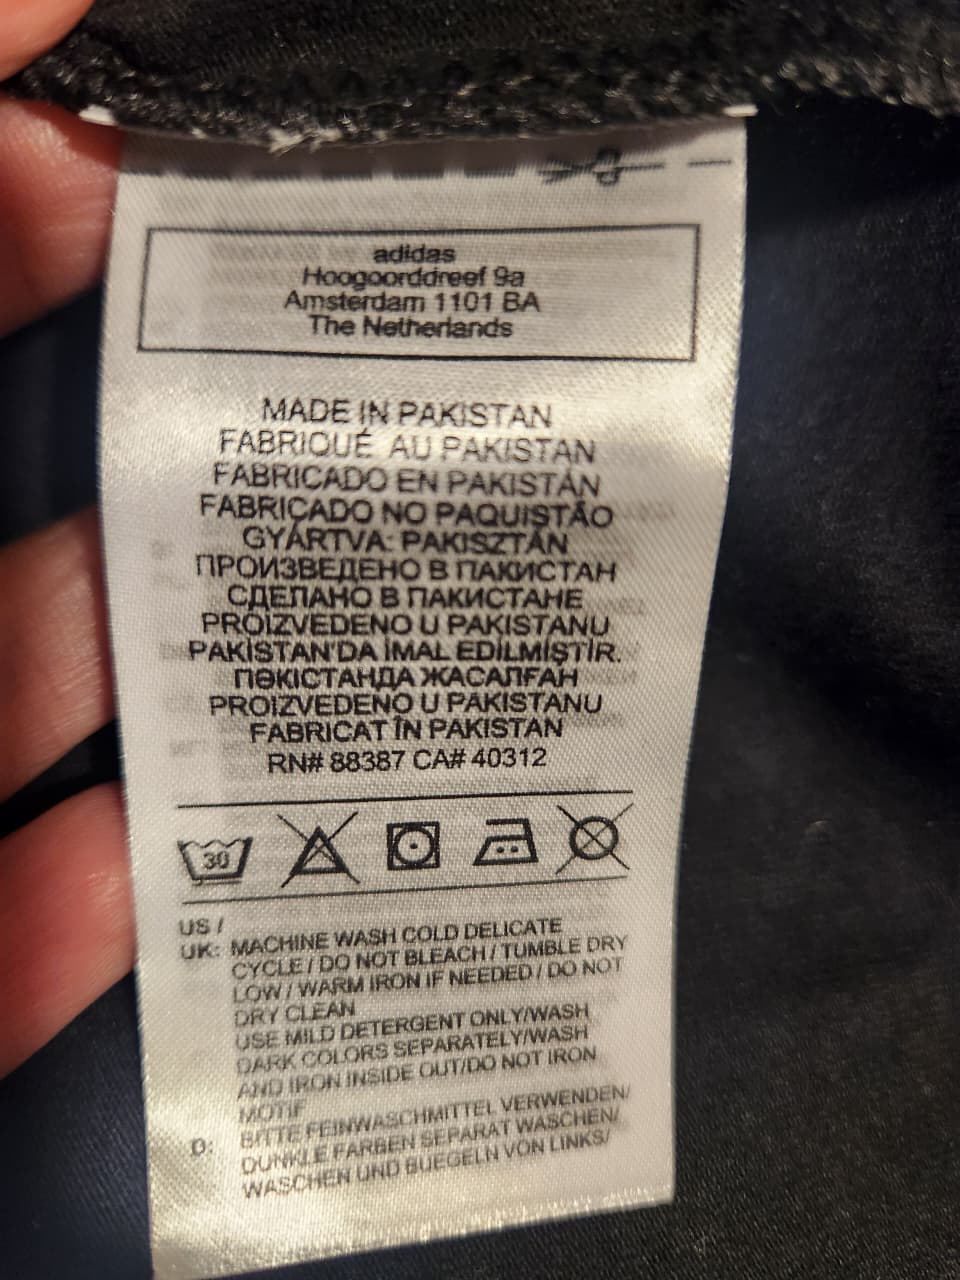 adidas
Hoogoorddreef 9a
Amsterdam 1101 BA
The Netherlands
MADE IN PAKISTAN
FABRIQUÉ AU PAKISTAN
FABRICADO EN PAKISTÁN
FABRICADO NO PAQUISTÃO
GYÁRTVA: PAKISZTÁN
ПРОИЗВЕДЕНО В ПАКИСТАН
СДЕЛАНО В ПАКИСТАНЕ
PROIZVEDENO U PAKISTANU
PAKİSTAN'DA İMAL EDİLMİŞTİR.
ПӘКІСТАНДА ЖАСАЛҒАН
PROIZVEDENO U PAKISTANU
FABRICAT ÎN PAKISTAN
RN# 88387 CA# 40312
30
US /
UK: MACHINE WASH COLD DELICATE
CYCLE / DO NOT BLEACH / TUMBLE DRY
LOW / WARM IRON IF NEEDED / DO NOT
DRY CLEAN
USE MILD DETERGENT ONLY/WASH
DARK COLORS SEPARATELY/WASH
AND IRON INSIDE OUT/DO NOT IRON
MOTIF
D: BITTE FEINWASCHMITTEL VERWENDEN/
DUNKLE FARBEN SEPARAT WASCHEN/
WASCHEN UND BUEGELN VON LINKS/